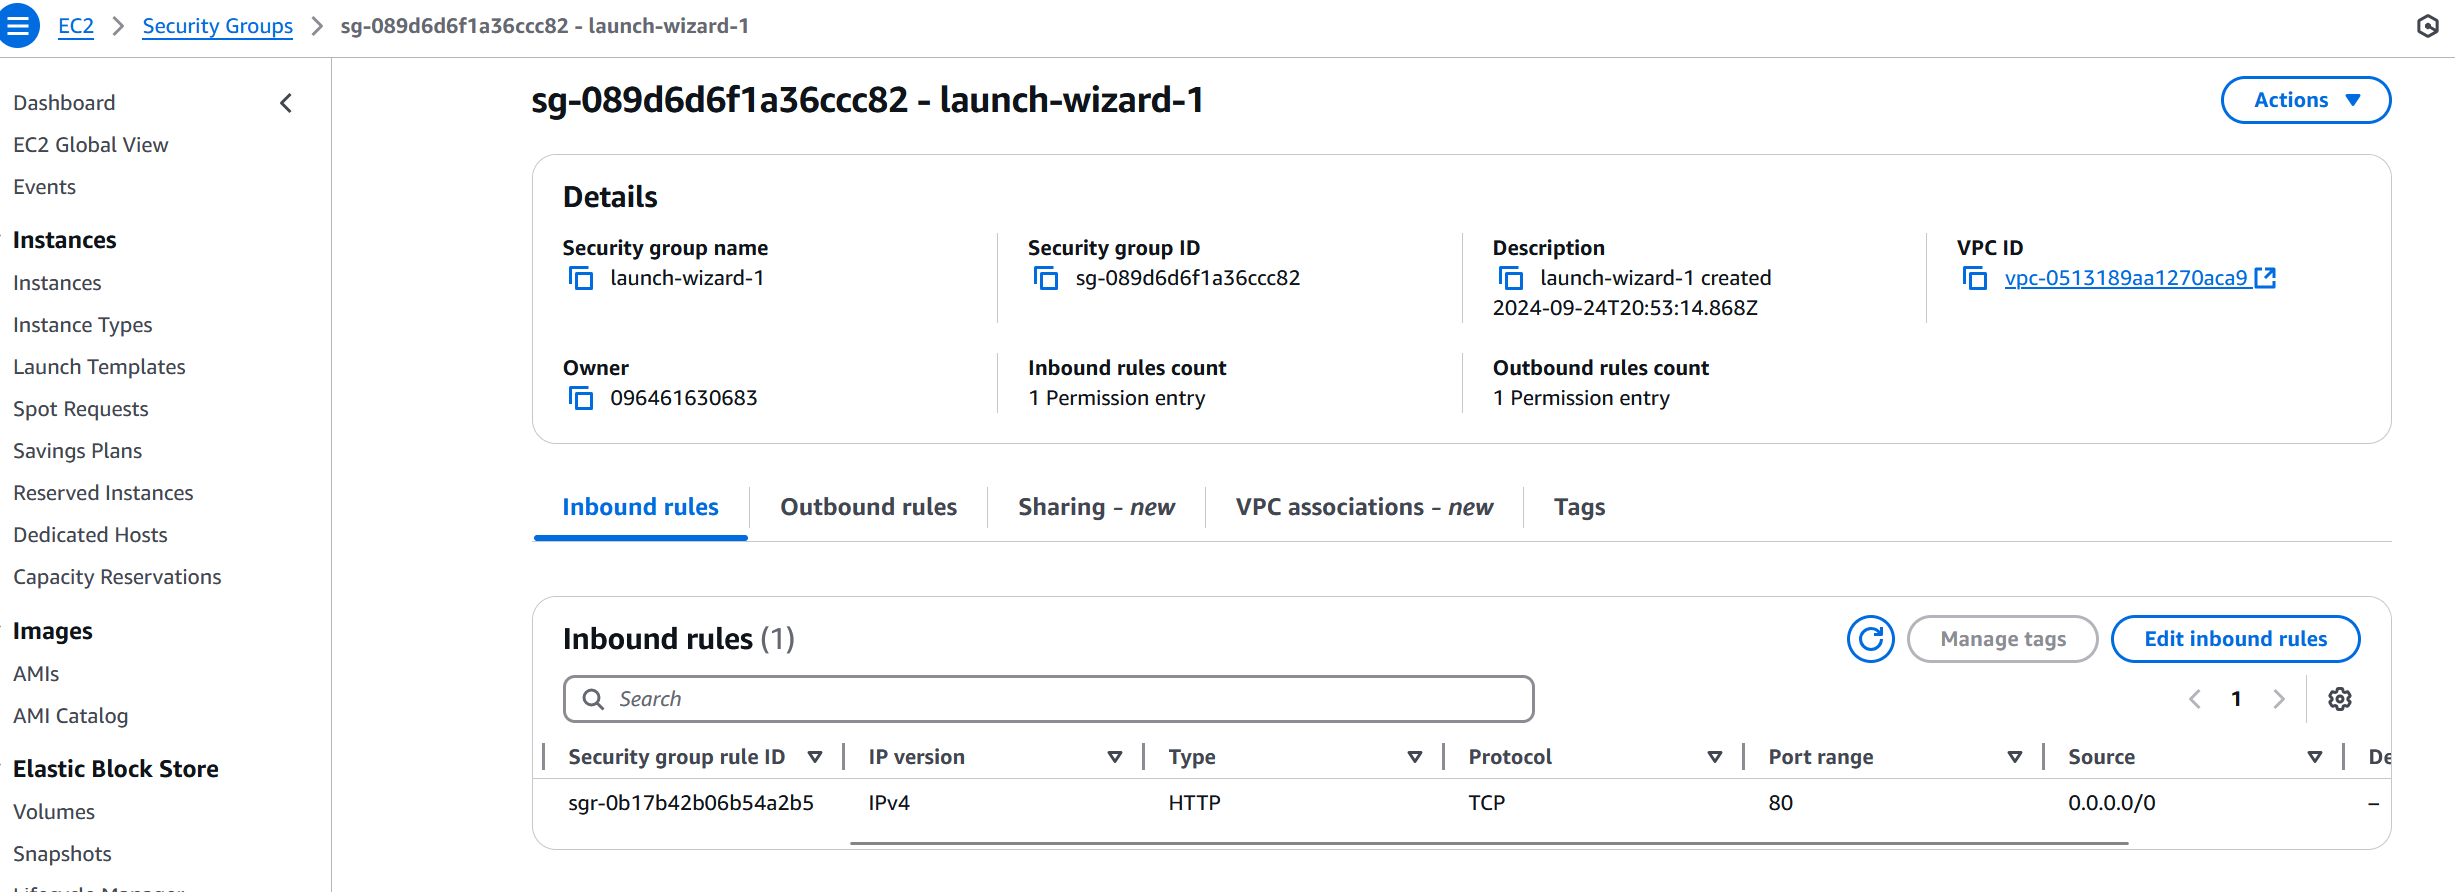 EC2 > Security Groups > sg-089d6d6f1a36ccc82 - launch-wizard-1
Dashboard
EC2 Global View
Events
Instances
Instances
Instance Types
Launch Templates
Spot Requests
Savings Plans
Reserved Instances
Dedicated Hosts
Capacity Reservations
Images
AMIs
AMI Catalog
Elastic Block Store
Volumes
Snapshots
Lifecycle Manager
sg-089d6d6f1a36ccc82 - launch-wizard-1
Actions
Details
Security group name
launch-wizard-1
Security group ID
sg-089d6d6f1a36ccc82
Description
launch-wizard-1 created
2024-09-24T20:53:14.868Z
VPC ID
vpc-0513189aa1270aca9
Owner
096461630683
Inbound rules count
1 Permission entry
Outbound rules count
1 Permission entry
Inbound rules Outbound rules Sharing - new VPC associations - new Tags
Inbound rules (1)
Manage tags Edit inbound rules
Search
1
Security group rule ID IP version Type Protocol Port range Source De
sgr-0b17b42b06b54a2b5 IPv4 HTTP TCP 80 0.0.0.0/0 –